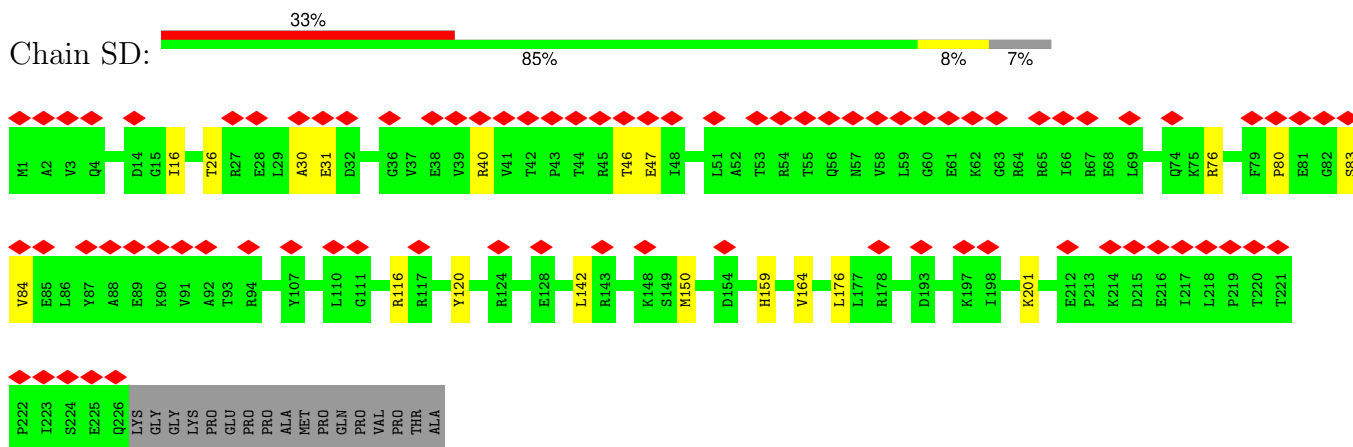 33%
Chain SD:
85% 8% 7%
M1 A2 V3 Q4 D14 G15 I16 T26 R27 E28 L29 A30 E31 D32 G36 V37 E38 V39 R40 V41 T42 P43 T44 R45 T46 E47 I48 L51 A52 T53 R54 T55 Q56 N57 V58 L59 G60 E61 K62 G63 R64 R65 I66 R67 E68 L69 Q74 K75 R76 F79 P80 E81 G82 S83
V84 E85 L86 Y87 A88 E89 K90 V91 A92 T93 R94 Y107 L110 G111 R116 R117 Y120 R124 E128 L142 R143 K148 S149 M150 D154 H159 V164 L176 L177 R178 D193 K197 I198 K201 E212 P213 K214 D215 E216 I217 L218 P219 T220 T221
P222 I223 S224 E225 Q226 LYS GLY GLY LYS PRO GLU PRO PRO ALA MET PRO GLN PRO VAL PRO THR ALA